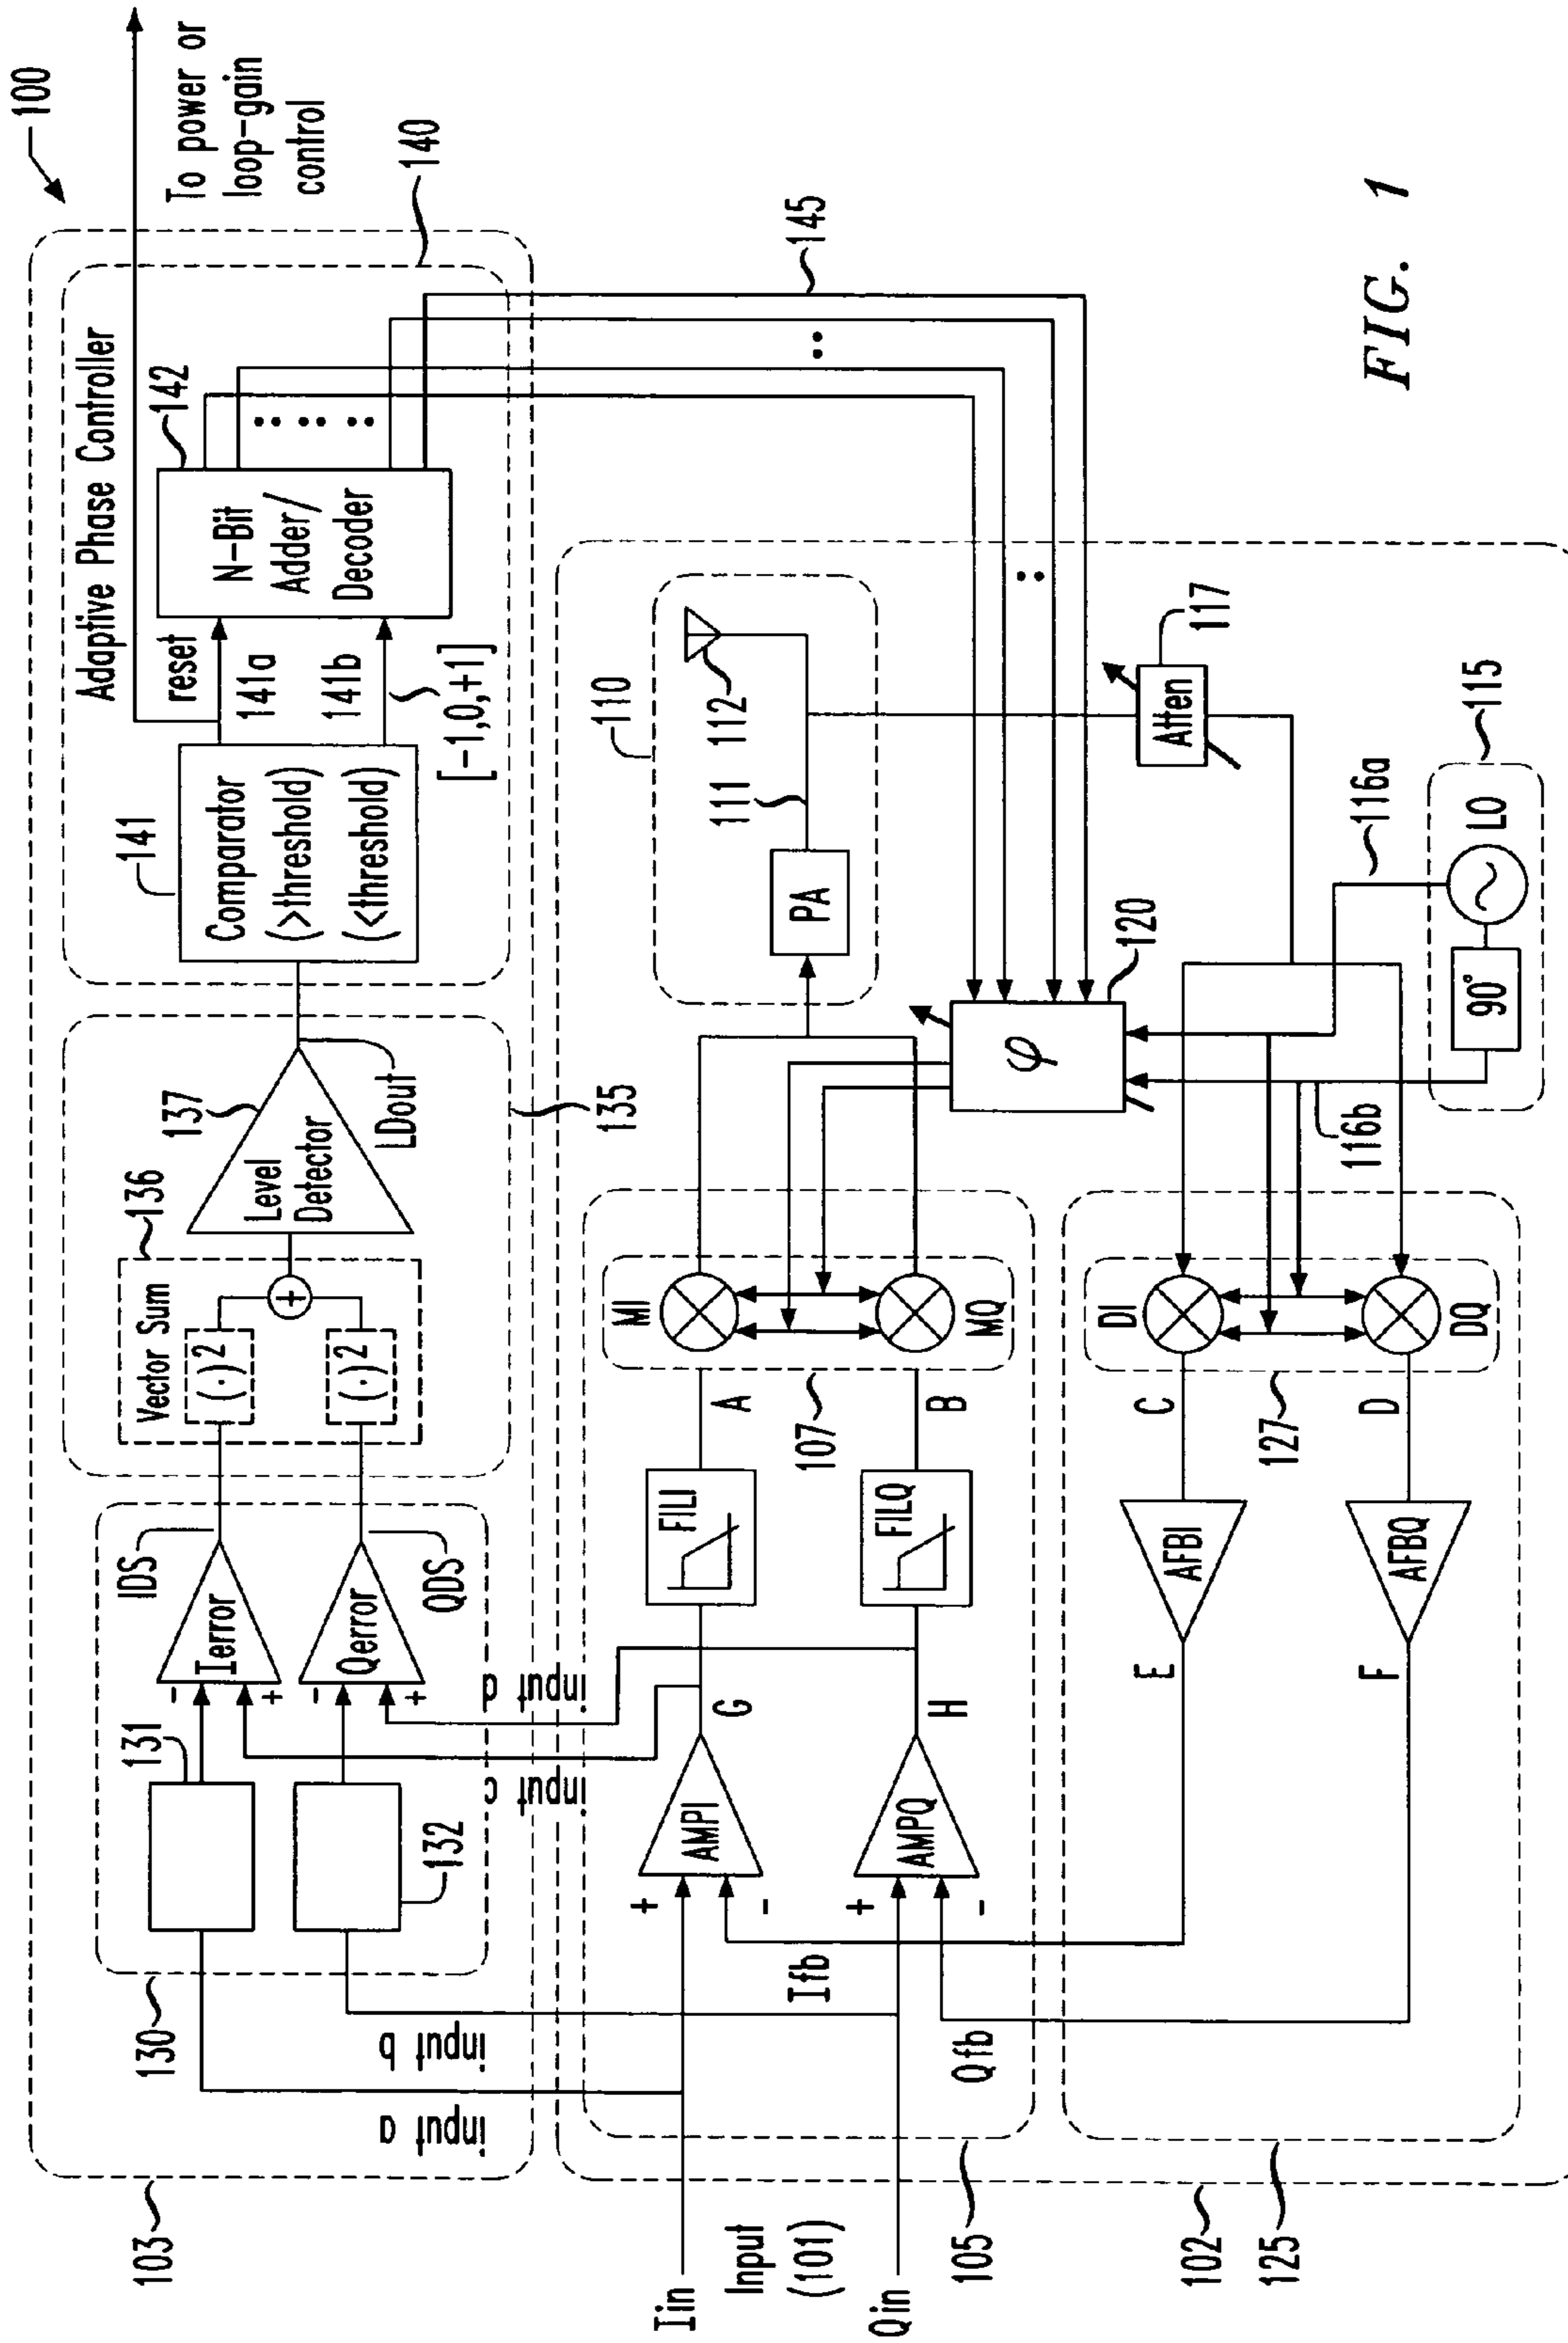 100
To power or
loop-gain
control
103
Adaptive Phase Controller
140
130
131
132
Ierror
-
+
IDS
Qerror
-
+
QDS
135
136
Vector Sum
(·)²
(·)²
+
Level
Detector
137
LDout
141
Comparator
(>threshold)
(<threshold)
reset
141a
141b
[-1,0,+1]
142
N-Bit
Adder/
Decoder
145
input a
input b
input c
input d
Iin
Input
(101)
Qin
102
105
+
-
AMPI
G
FILI
A
MI
+
-
AMPQ
H
FILQ
B
MQ
107
Ifb
Qfb
110
PA
111
112
φ
120
Atten
117
125
E
AFBI
C
DI
F
AFBQ
D
DQ
127
116a
116b
90°
LO
115
FIG. 1